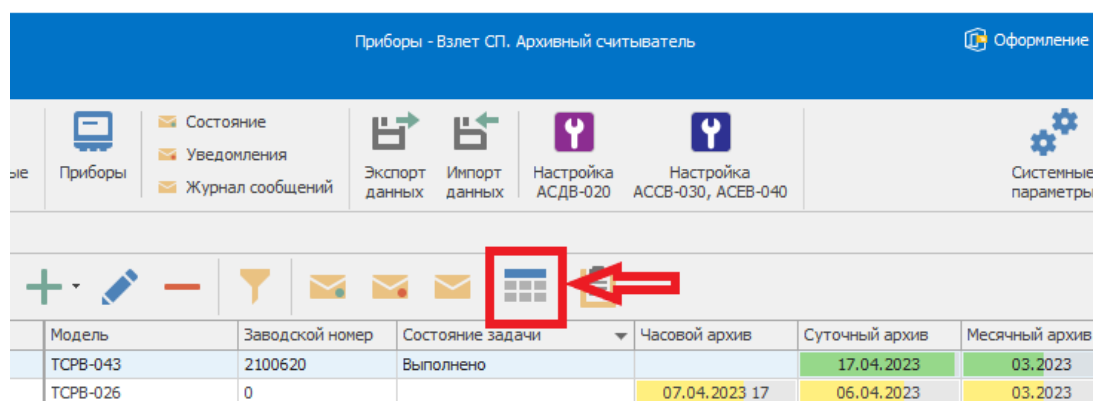 Приборы - Взлет СП. Архивный считыватель
Оформление
ые
Приборы
Состояние
Уведомления
Журнал сообщений
Экспорт
данных
Импорт
данных
Настройка
АСДВ-020
Настройка
АССВ-030, АСЕВ-040
Системные
параметры
Модель Заводской номер Состояние задачи Часовой архив Суточный архив Месячный архив
ТСРВ-043 2100620 Выполнено 17.04.2023 03.2023
ТСРВ-026 0 07.04.2023 17 06.04.2023 03.2023